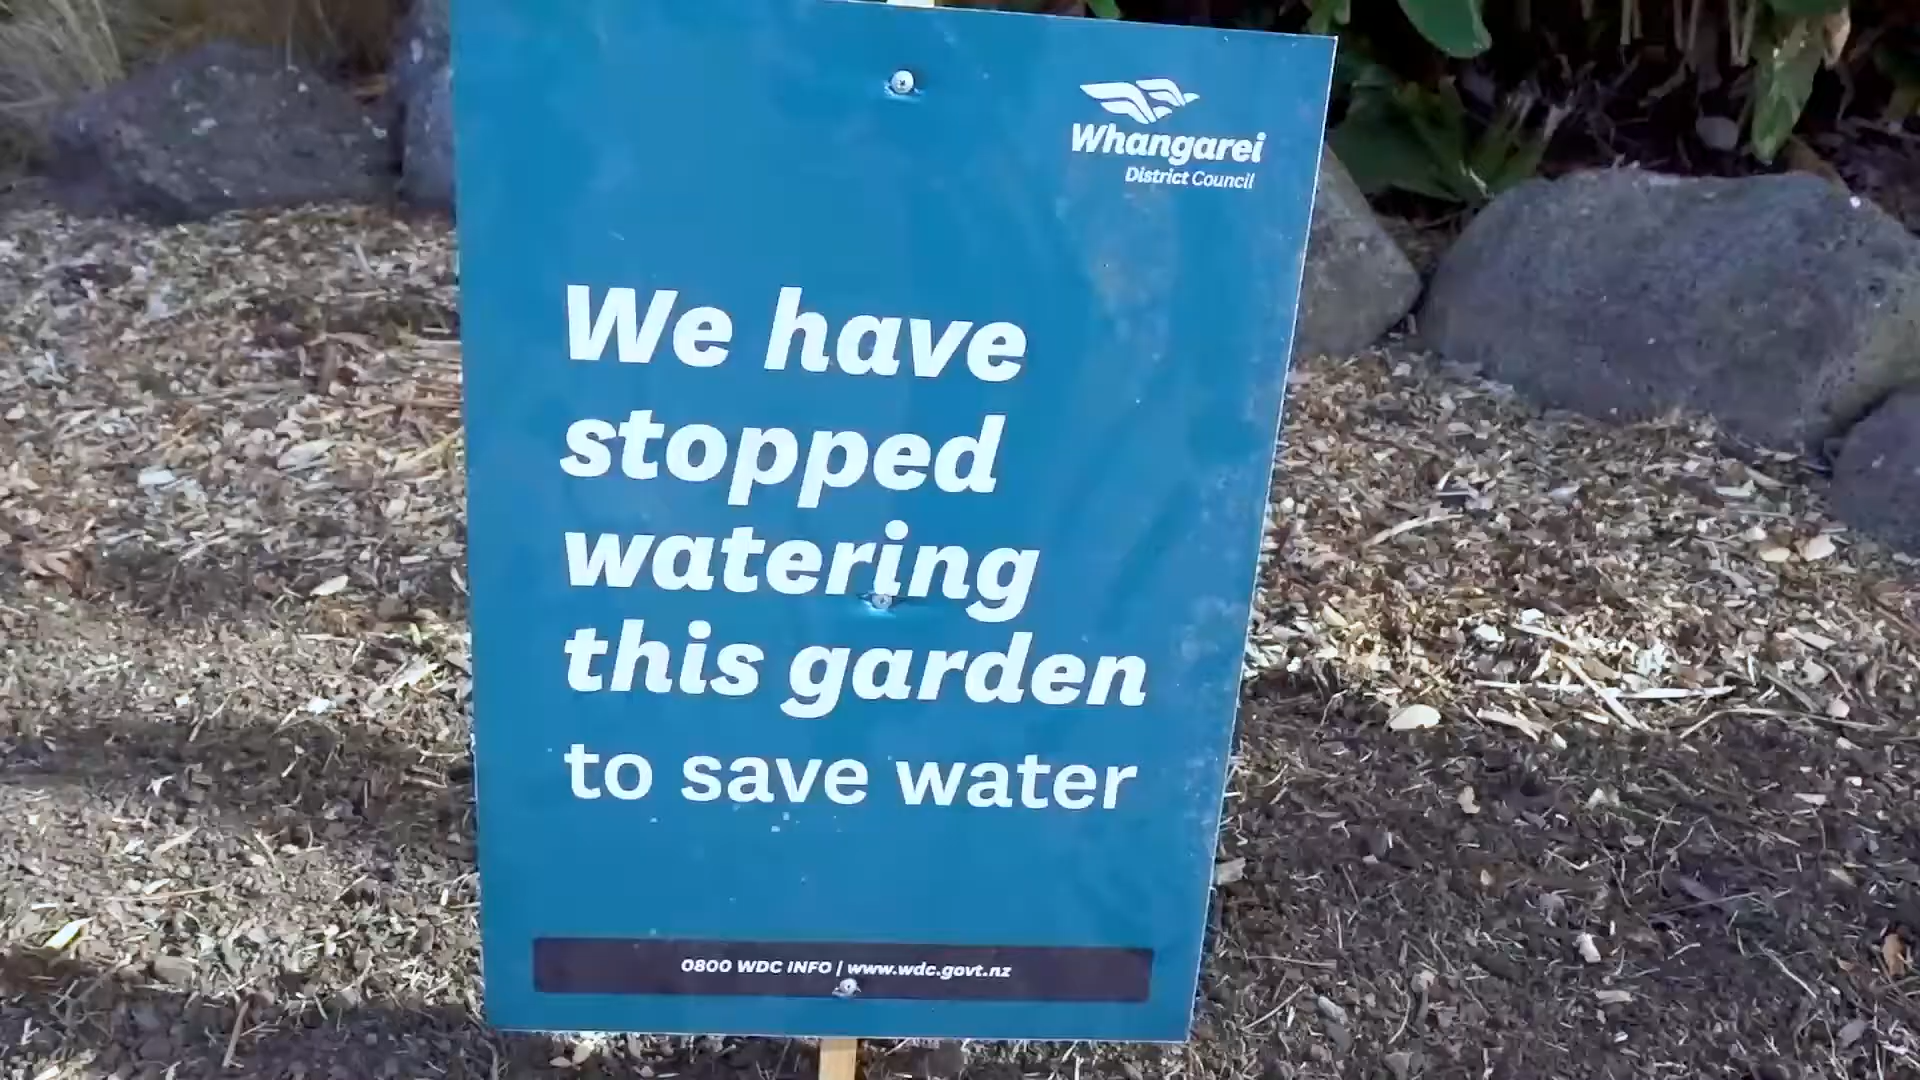 Whangarei
District Council
We have
stopped
watering
this garden
to save water
0800 WDC INFO | www.wdc.govt.nz